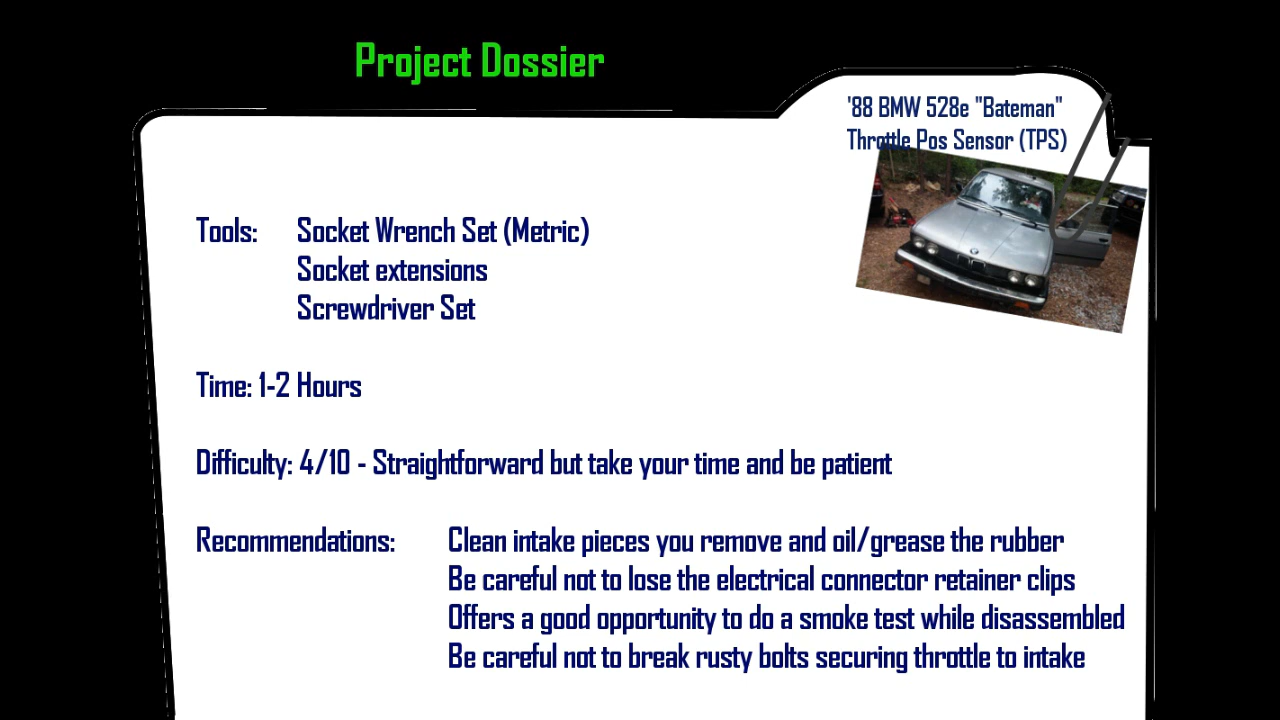 Project Dossier
'88 BMW 528e "Bateman"
Throttle Pos Sensor (TPS)
Tools: Socket Wrench Set (Metric)
Socket extensions
Screwdriver Set
Time: 1-2 Hours
Difficulty: 4/10 - Straightforward but take your time and be patient
Recommendations: Clean intake pieces you remove and oil/grease the rubber
Be careful not to lose the electrical connector retainer clips
Offers a good opportunity to do a smoke test while disassembled
Be careful not to break rusty bolts securing throttle to intake